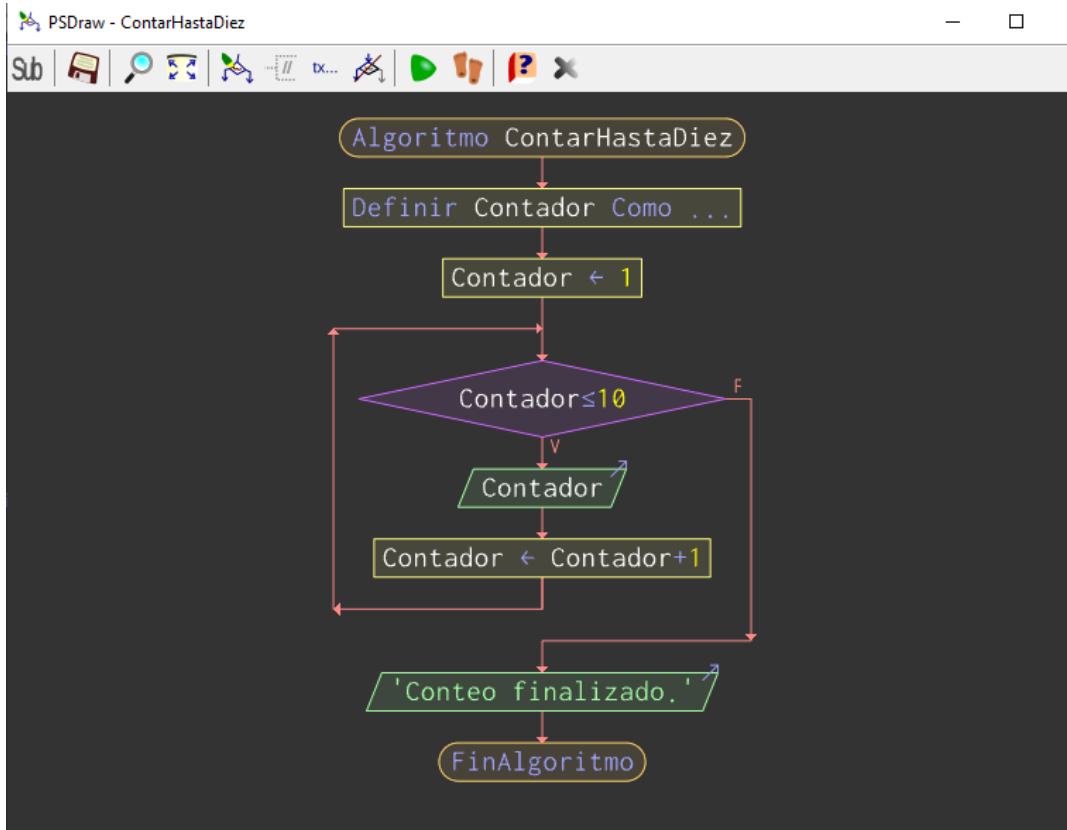 PSDraw - ContarHastaDiez
Sub // tx... ?
Algoritmo ContarHastaDiez
Definir Contador Como ...
Contador ← 1
Contador≤10
F
V
Contador
Contador ← Contador+1
'Conteo finalizado.'
FinAlgoritmo